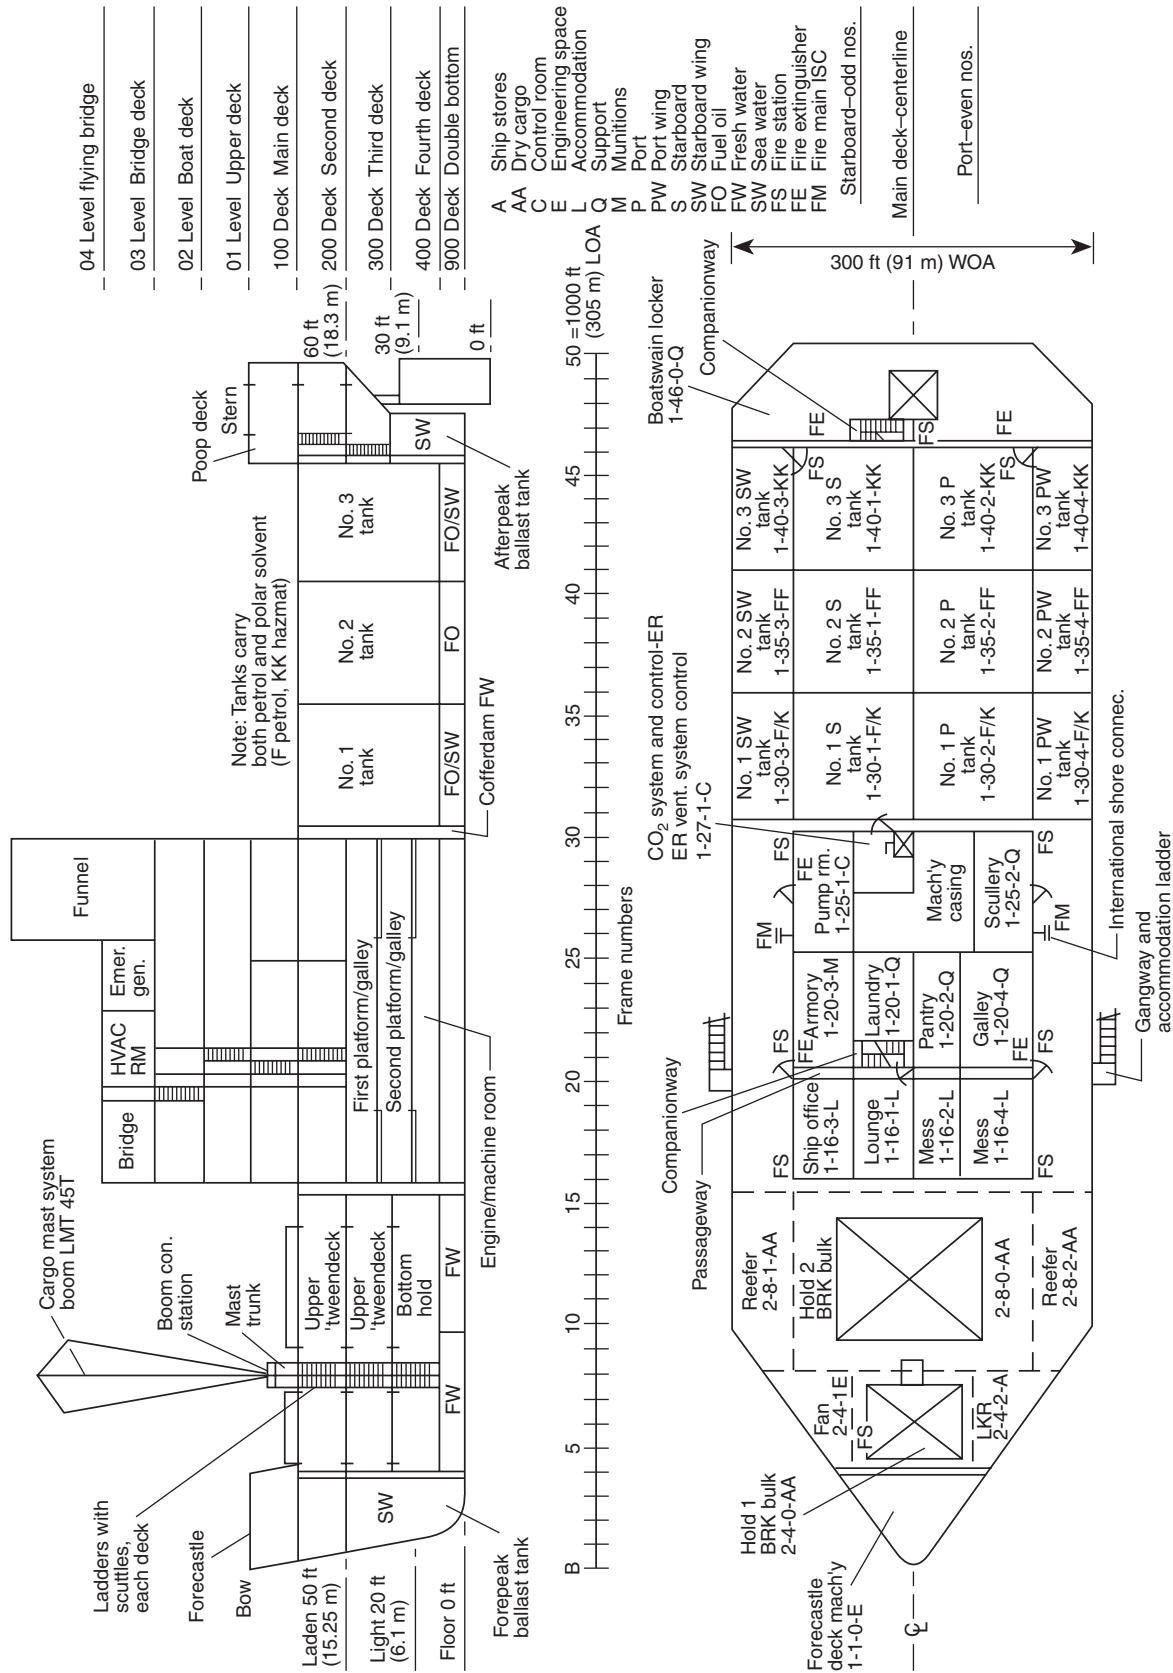 04 Level flying bridge
03 Level Bridge deck
02 Level Boat deck
01 Level Upper deck
100 Deck Main deck
200 Deck Second deck
300 Deck Third deck
400 Deck Fourth deck
900 Deck Double bottom
60 ft
(18.3 m)
30 ft
(9.1 m)
0 ft
Cargo mast system
boom LMT 45T
Boom con.
station
Mast
trunk
Ladders with
scuttles,
each deck
Forecastle
Bow
Laden 50 ft
(15.25 m)
Light 20 ft
(6.1 m)
Floor 0 ft
SW
Forepeak
ballast tank
Upper
'tweendeck
Upper
'tweendeck
Bottom
hold
FW
FW
Engine/machine room
Bridge
HVAC
RM
Emer.
gen.
Funnel
First platform/galley
Second platform/galley
Note: Tanks carry
both petrol and polar solvent
(F petrol, KK hazmat)
No.1
tank
No.2
tank
No.3
tank
FO/SW
FO
FO/SW
Cofferdam FW
Poop deck
Stern
SW
Afterpeak
ballast tank
B
5
10
15
20
25
30
35
40
45
50 =1000 ft
(305 m) LOA
Frame numbers
A Ship stores
AA Dry cargo
C Control room
E Engineering space
L Accommodation
Q Support
M Munitions
P Port
PW Port wing
S Starboard
SW Starboard wing
FO Fuel oil
FW Fresh water
SW Sea water
FS Fire station
FE Fire extinguisher
FM Fire main ISC
Starboard–odd nos.
Main deck–centerline
Port–even nos.
300 ft (91 m) WOA
Boatswain locker
1-46-0-Q
Companionway
CO2 system and control-ER
ER vent. system control
1-27-1-C
Companionway
Passageway
Hold 1
BRK bulk
2-4-0-AA
Forecastle
deck mach'y
1-1-0-E
CL
Fan
2-4-1E
FS
LKR
2-4-2-A
Reefer
2-8-1-AA
Hold 2
BRK bulk
2-8-0-AA
Reefer
2-8-2-AA
FS
Ship office
1-16-3-L
Lounge
1-16-1-L
Mess
1-16-2-L
Mess
1-16-4-L
FS
FS
FE
Armory
1-20-3-M
Laundry
1-20-1-Q
Pantry
1-20-2-Q
Galley
1-20-4-Q
FE
FS
FM
FS
FE
Pump rm.
1-25-1-C
Mach'y
casing
Scullery
1-25-2-Q
FS
FM
No. 1 SW
tank
1-30-3-F/K
No. 1 S
tank
1-30-1-F/K
No. 1 P
tank
1-30-2-F/K
No. 1 PW
tank
1-30-4-F/K
No. 2 SW
tank
1-35-3-FF
No. 2 S
tank
1-35-1-FF
No. 2 P
tank
1-35-2-FF
No. 2 PW
tank
1-35-4-FF
No. 3 SW
tank
1-40-3-KK
No. 3 S
tank
1-40-1-KK
No. 3 P
tank
1-40-2-KK
No. 3 PW
tank
1-40-4-KK
FS
FS
FE
FS
FE
International shore connec.
Gangway and
accommodation ladder